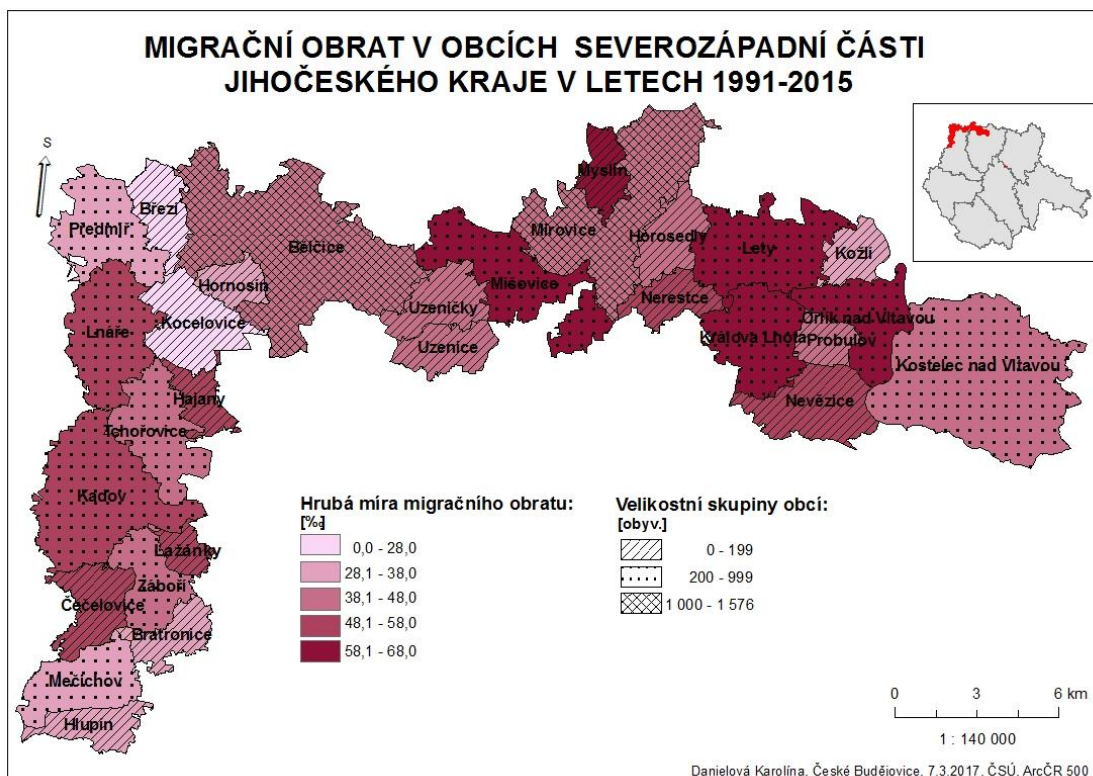 MIGRAČNÍ OBRAT V OBCÍCH SEVEROZÁPADNÍ ČÁSTI
JIHOČESKÉHO KRAJE V LETECH 1991-2015
S
Myslín
Březí
Předmíř
Bělčice
Mirovice
Horosedly
Lety
Kožlí
Hornosín
Mišovice
Uzeničky
Nerestce
Lnáře
Kocelovice
Uzenice
Orlík nad Vltavou
Králova Lhota
Probulov
Kostelec nad Vltavou
Hajany
Nevězice
Tchořovice
Kadov
Lažánky
Záboří
Čečelovice
Bratronice
Mečichov
Hlupín
Hrubá míra migračního obratu:
[‰]
0,0 - 28,0
28,1 - 38,0
38,1 - 48,0
48,1 - 58,0
58,1 - 68,0
Velikostní skupiny obcí:
[obyv.]
0 - 199
200 - 999
1 000 - 1 576
0 3 6 km
1 : 140 000
Danielová Karolína, České Budějovice, 7.3.2017, ČSÚ, ArcČR 500